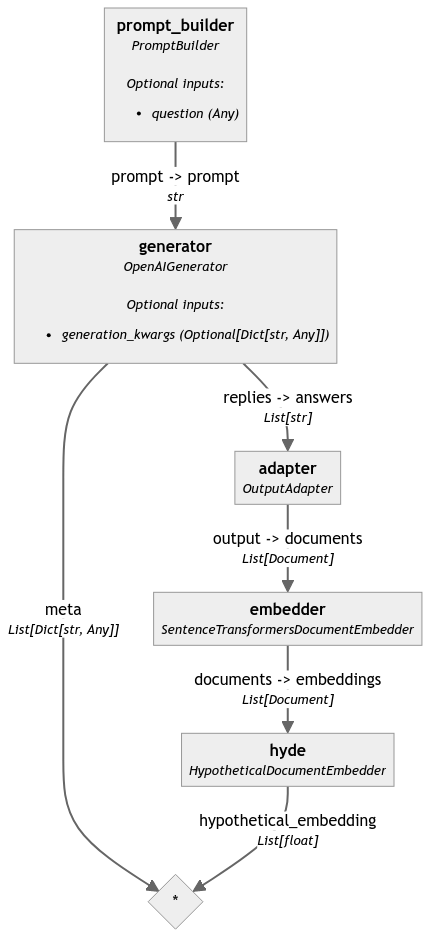 prompt_builder
PromptBuilder
Optional inputs:
• question (Any)
prompt -> prompt
str
generator
OpenAIGenerator
Optional inputs:
• generation_kwargs (Optional[Dict[str, Any]])
replies -> answers
List[str]
adapter
OutputAdapter
output -> documents
List[Document]
embedder
SentenceTransformersDocumentEmbedder
meta
List[Dict[str, Any]]
documents -> embeddings
List[Document]
hyde
HypotheticalDocumentEmbedder
hypothetical_embedding
List[float]
*